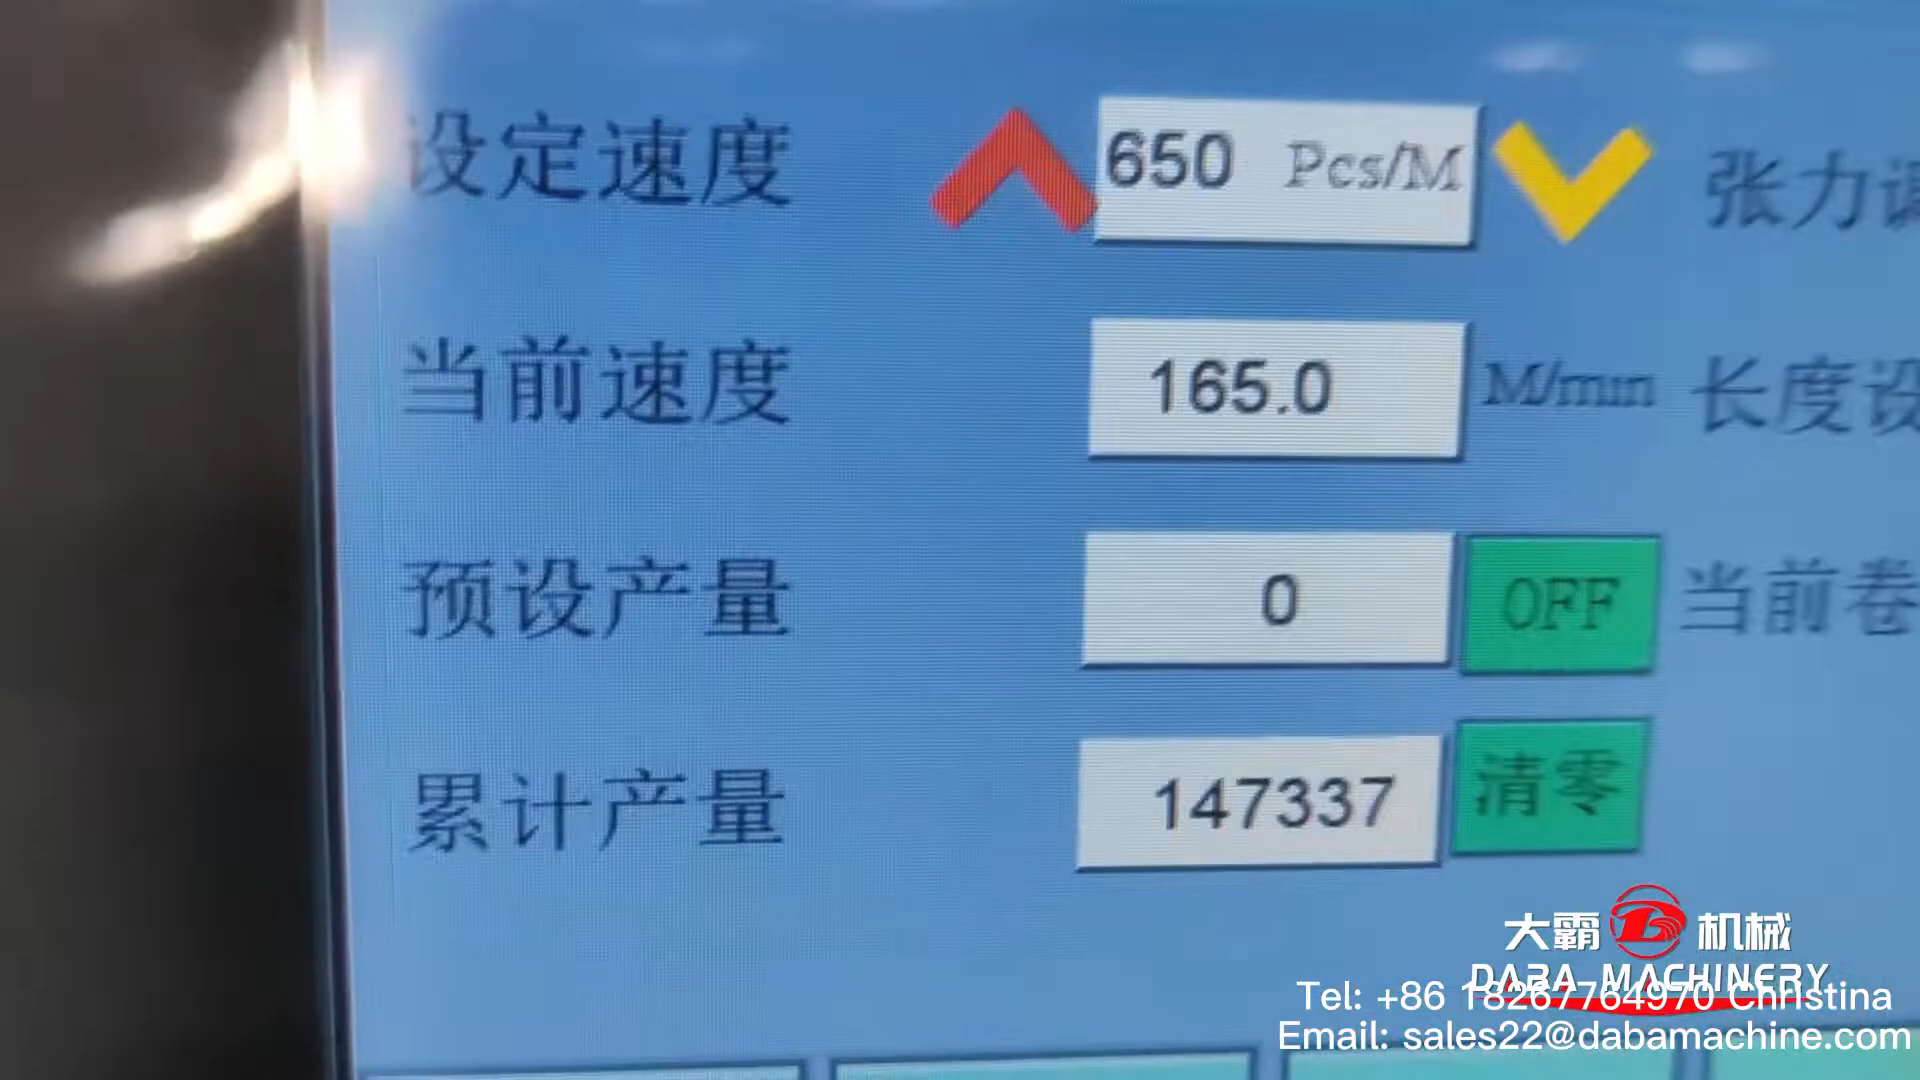 设定速度 650 Pcs/M 张力调
当前速度 165.0 M/min 长度设
预设产量 0 OFF 当前卷
累计产量 147337 清零
大霸 机械
DABA MACHINERY
Tel: +86 18267764970 Christina
Email: sales22@dabamachine.com